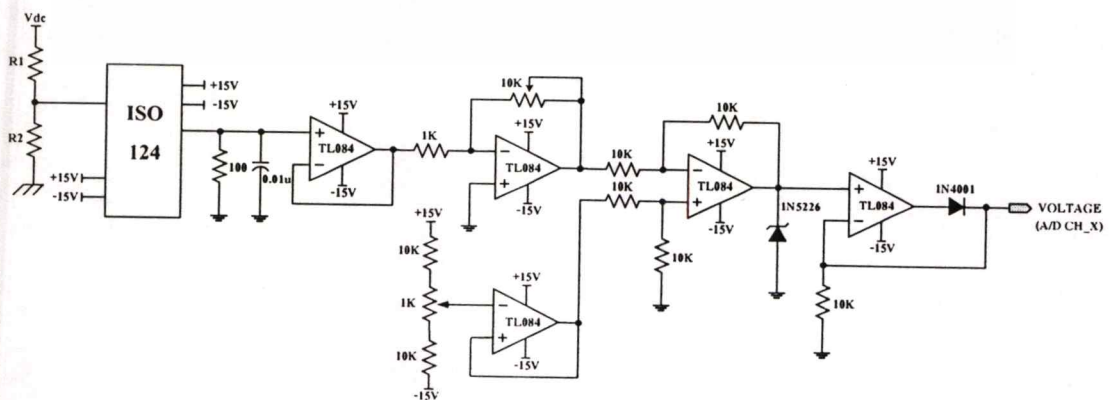 Vdc
R1
R2
ISO
124
+15V
-15V
+15V
-15V
100
0.01u
+15V
+
TL084
-
-15V
1K
10K
+15V
-
TL084
+
-15V
+15V
10K
1K
10K
-15V
+15V
-
TL084
+
-15V
10K
10K
10K
10K
+15V
-
TL084
+
-15V
1N5226
+15V
+
TL084
-
-15V
1N4001
10K
VOLTAGE
(A/D CH_X)